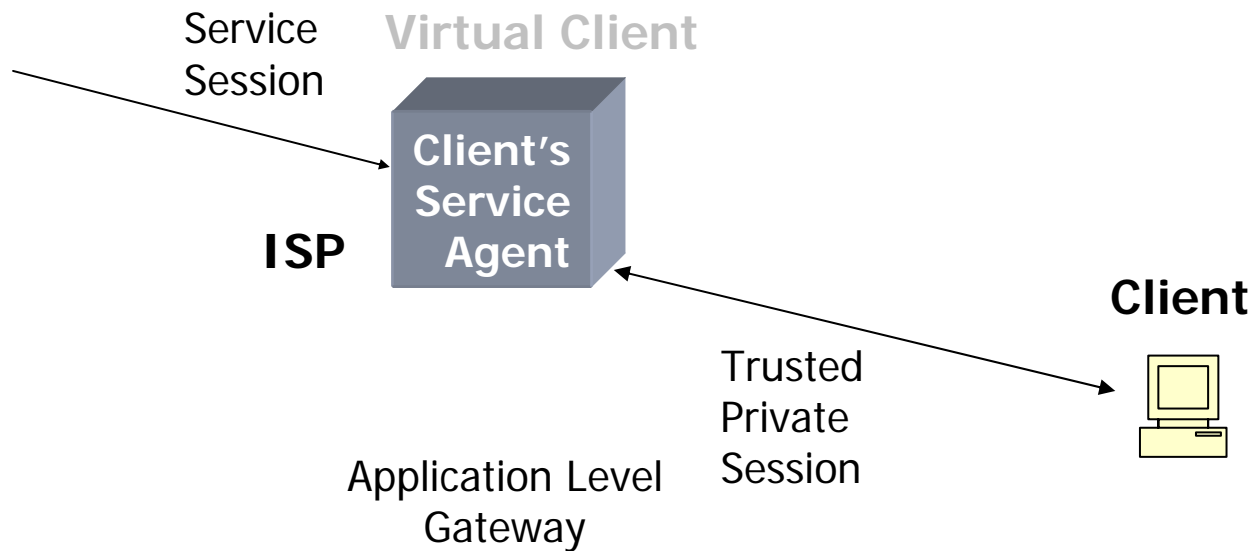 Service
Session
Virtual Client
Client's
Service
Agent
ISP
Client
Trusted
Private
Session
Application Level
Gateway